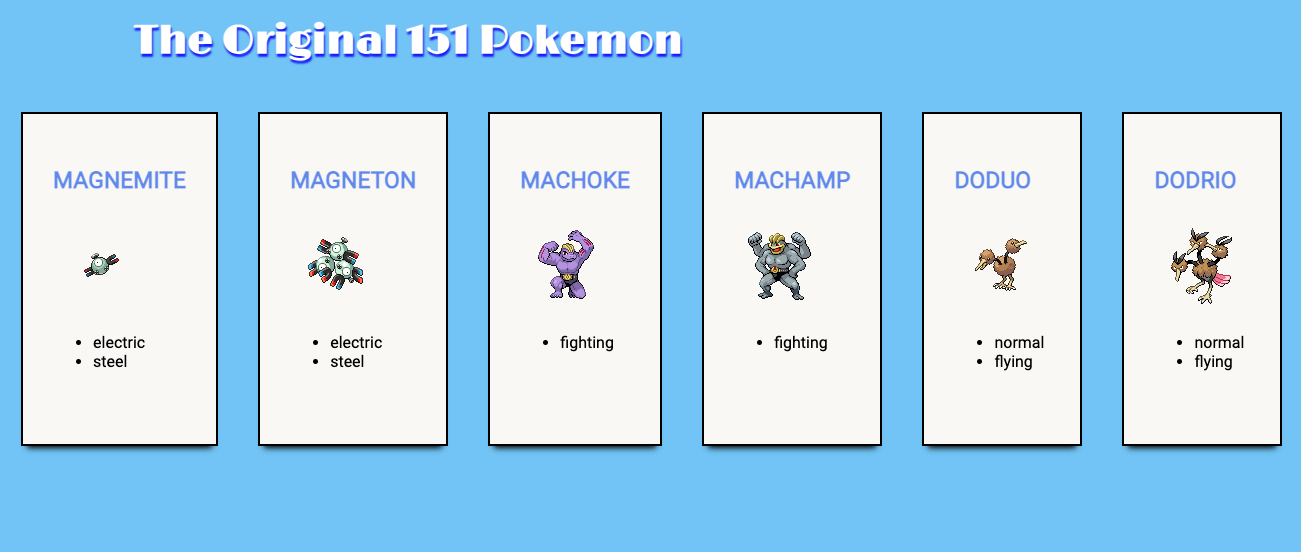 The Original 151 Pokemon
MAGNEMITE
electric
steel
MAGNETON
electric
steel
MACHOKE
fighting
MACHAMP
fighting
DODUO
normal
flying
DODRIO
normal
flying